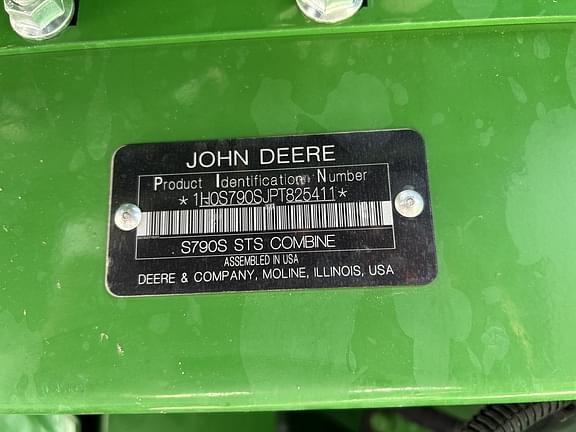 JOHN DEERE
Product Identification Number
*1H0S790SJPT825411*
S790S STS COMBINE
ASSEMBLED IN USA
DEERE & COMPANY, MOLINE, ILLINOIS, USA